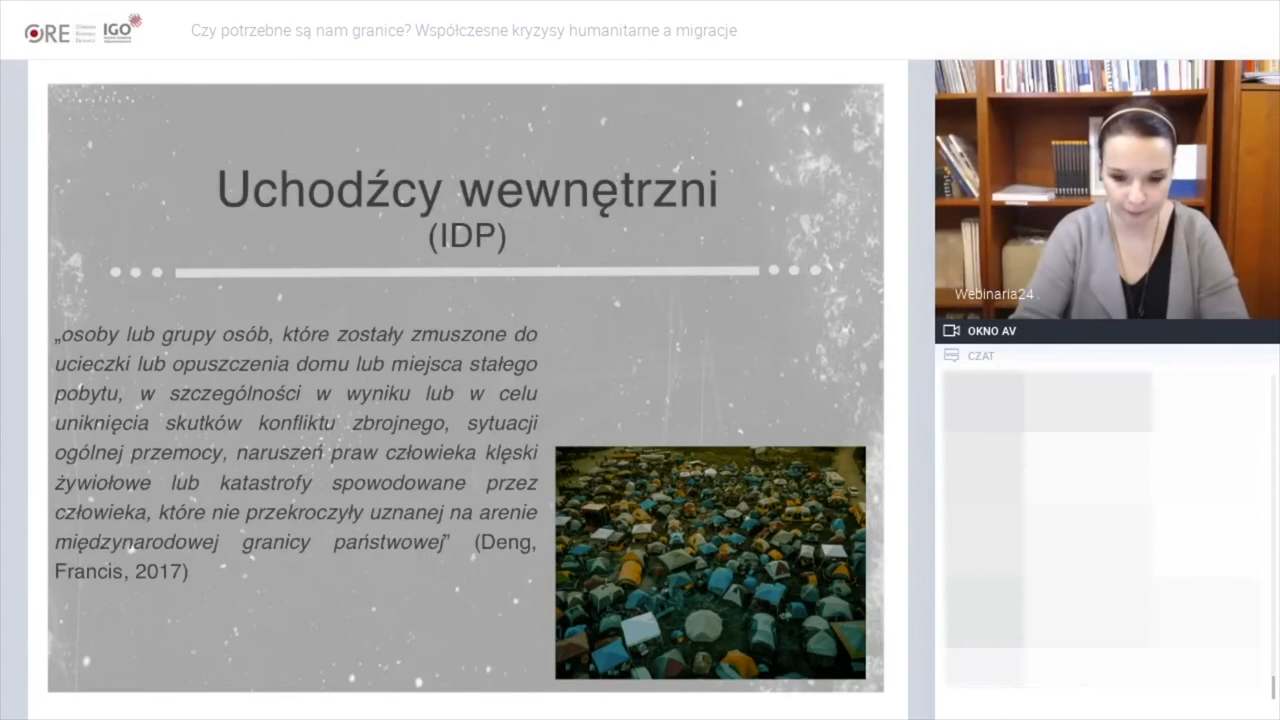 ORE
IGO
Czy potrzebne są nam granice? Współczesne kryzysy humanitarne a migracje
Uchodźcy wewnętrzni
(IDP)
„osoby lub grupy osób, które zostały zmuszone do
ucieczki lub opuszczenia domu lub miejsca stałego
pobytu, w szczególności w wyniku lub w celu
uniknięcia skutków konfliktu zbrojnego, sytuacji
ogólnej przemocy, naruszeń praw człowieka klęski
żywiołowe lub katastrofy spowodowane przez
człowieka, które nie przekroczyły uznanej na arenie
międzynarodowej granicy państwowej” (Deng,
Francis, 2017)
Webinaria24 .
OKNO AV
CZAT